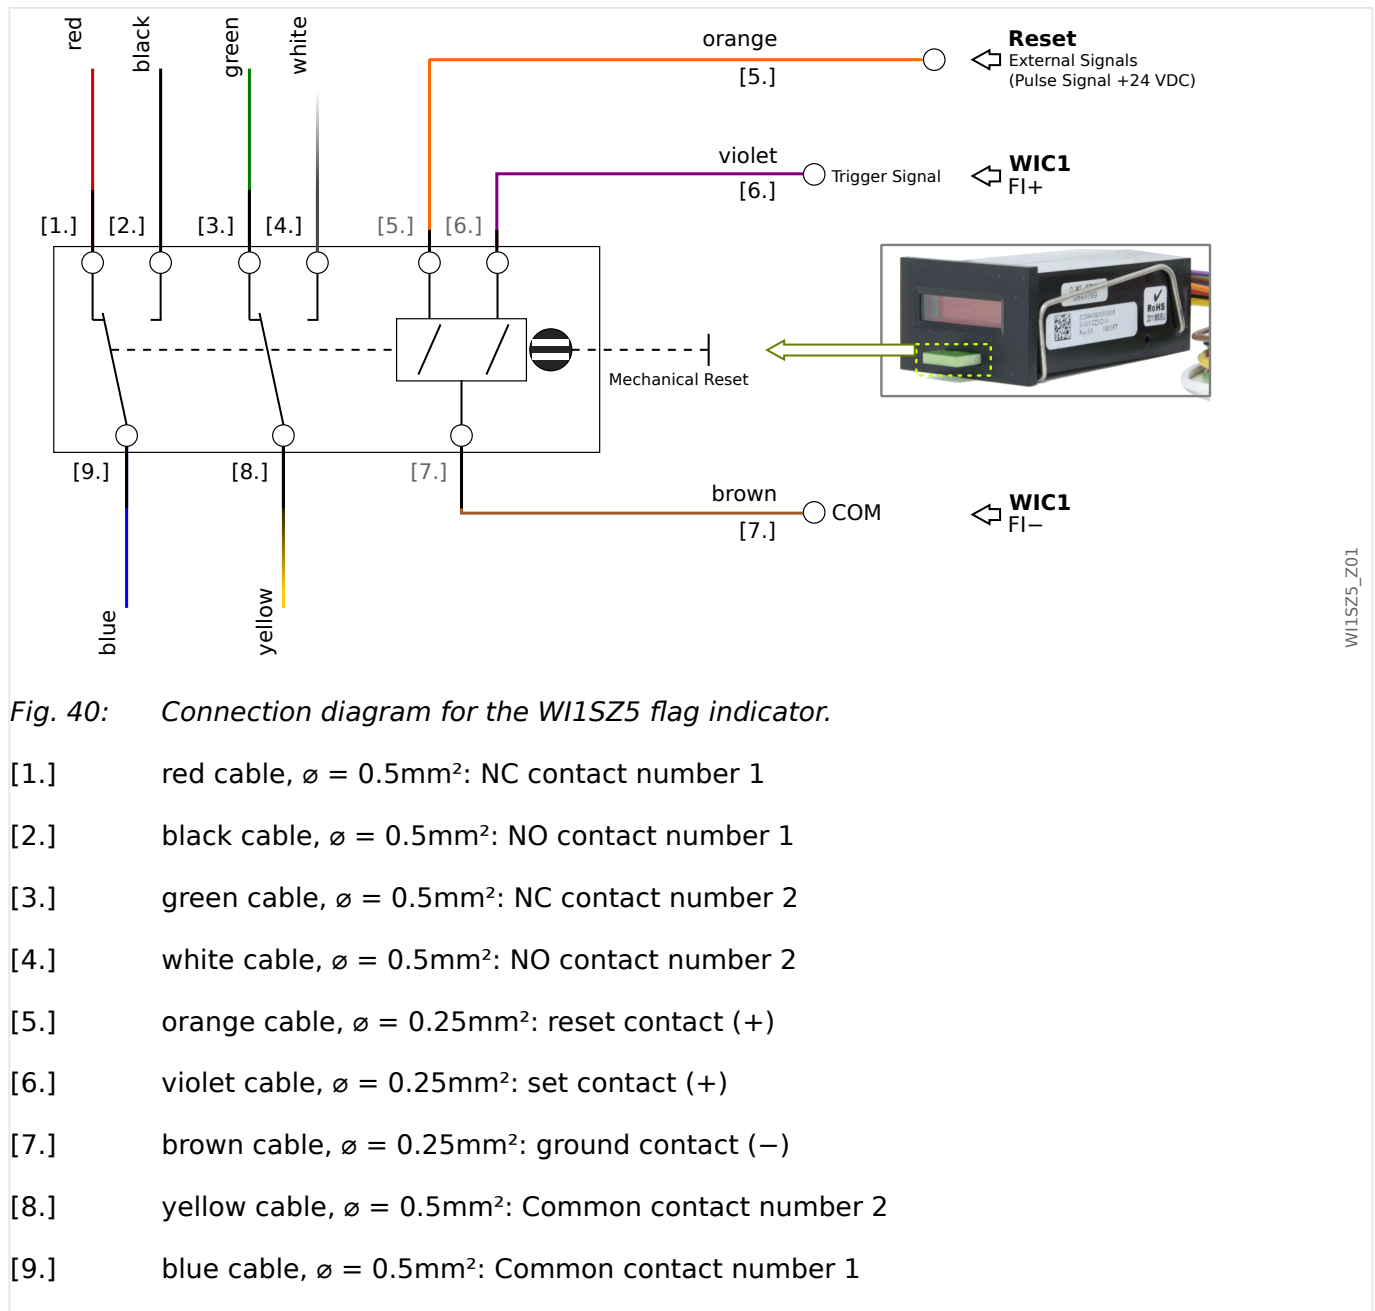 red
black
green
white
orange
[5.]
Reset
External Signals
(Pulse Signal +24 VDC)
violet
[6.]
Trigger Signal
WIC1
FI+
[1.]
[2.]
[3.]
[4.]
[5.]
[6.]
RoHS
Mechanical Reset
[9.]
[8.]
[7.]
brown
[7.]
COM
WIC1
FI−
blue
yellow
WI1SZ5_Z01
Fig. 40: Connection diagram for the WI1SZ5 flag indicator.
[1.] red cable, ⌀ = 0.5mm²: NC contact number 1
[2.] black cable, ⌀ = 0.5mm²: NO contact number 1
[3.] green cable, ⌀ = 0.5mm²: NC contact number 2
[4.] white cable, ⌀ = 0.5mm²: NO contact number 2
[5.] orange cable, ⌀ = 0.25mm²: reset contact (+)
[6.] violet cable, ⌀ = 0.25mm²: set contact (+)
[7.] brown cable, ⌀ = 0.25mm²: ground contact (−)
[8.] yellow cable, ⌀ = 0.5mm²: Common contact number 2
[9.] blue cable, ⌀ = 0.5mm²: Common contact number 1